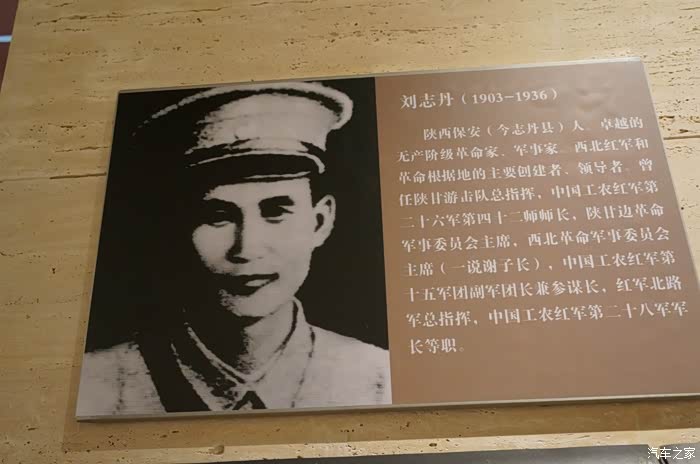 刘志丹（1903—1936）
陕西保安（今志丹县）人。卓越的
无产阶级革命家、军事家。西北红军和
革命根据地的主要创建者、领导者。曾
任陕甘游击队总指挥，中国工农红军第
二十六军第四十二师师长，陕甘边革命
军事委员会主席，西北革命军事委员会
主席（一说谢子长），中国工农红军第
十五军团副军团长兼参谋长，红军北路
军总指挥，中国工农红军第二十八军军
长等职。
汽车之家